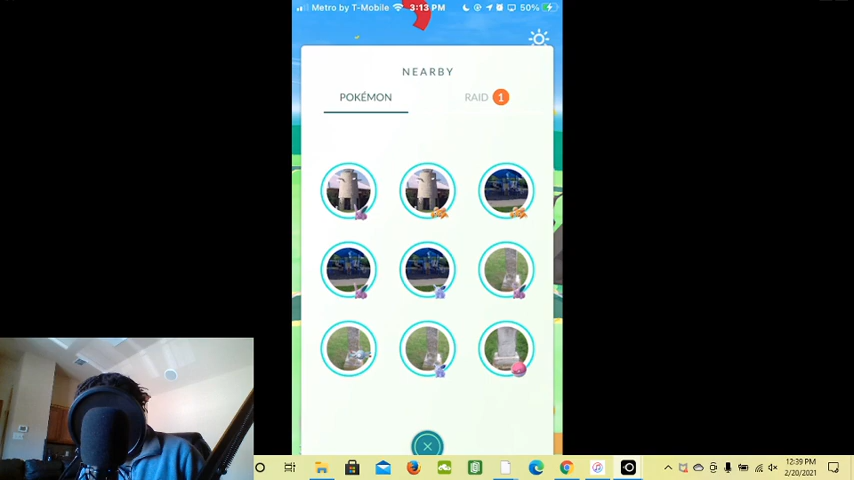 Metro by T-Mobile 3:13 PM 50%
NEARBY
POKÉMON RAID 1
12:39 PM
2/20/2021